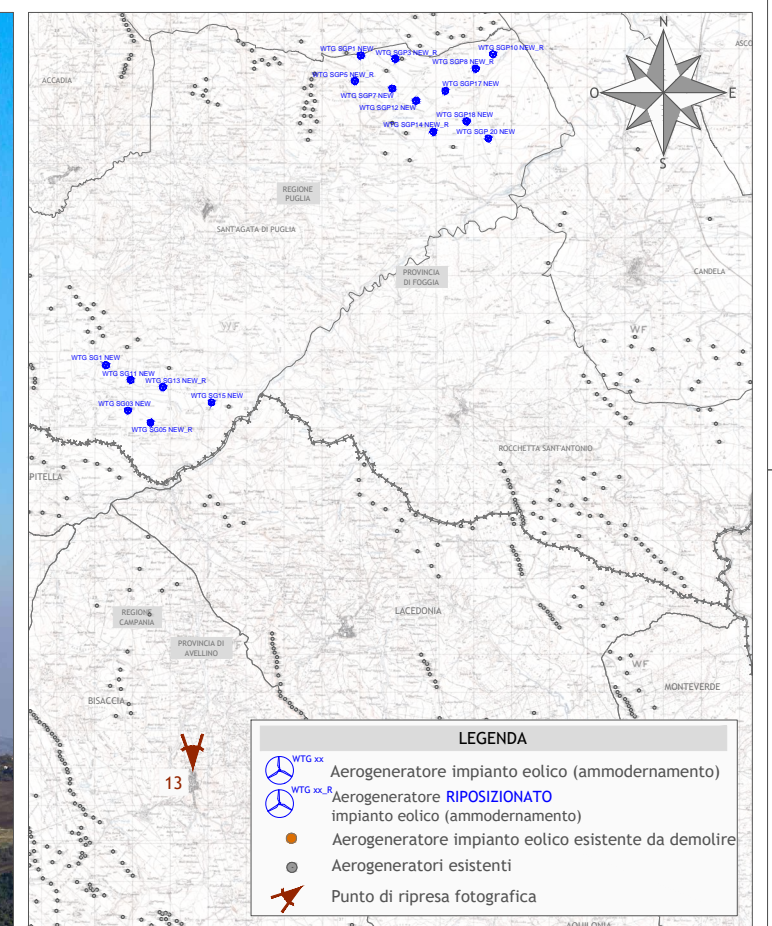 N
WTG SGP1 NEW
WTG SGP3 NEW_R
WTG SGP10 NEW_R
ASCO
WTG SGP8 NEW_R
ACCADIA
WTG SGP5 NEW_R
WTG SGP7 NEW
WTG SGP17 NEW
O
E
WTG SGP12 NEW
WTG SGP18 NEW
WTG SGP14 NEW_R
WTG SGP 20 NEW
S
REGIONE
PUGLIA
SANT'AGATA DI PUGLIA
PROVINCIA
DI FOGGIA
CANDELA
WF
WF
WTG SG1 NEW
WTG SG11 NEW
WTG SG13 NEW_R
WTG SG15 NEW
WTG SG03 NEW
WTG SG05 NEW_R
ROCCHETTA SANT'ANTONIO
PITELLA
LACEDONIA
REGIONE
CAMPANIA
PROVINCIA DI
AVELLINO
WF
MONTEVERDE
BISACCIA
13
LEGENDA
WTG xx
Aerogeneratore impianto eolico (ammodernamento)
WTG xx_R
Aerogeneratore RIPOSIZIONATO
impianto eolico (ammodernamento)
Aerogeneratore impianto eolico esistente da demolire
Aerogeneratori esistenti
Punto di ripresa fotografica
AQUILONIA